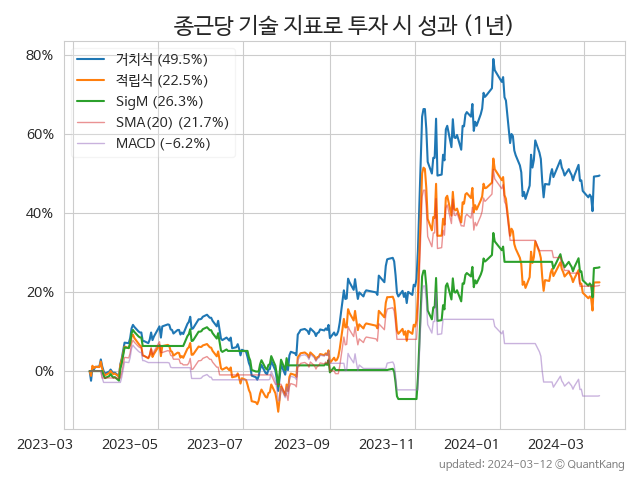 종근당 기술 지표로 투자 시 성과 (1년)
80%
60%
40%
20%
0%
거치식 (49.5%)
적립식 (22.5%)
SigM (26.3%)
SMA(20) (21.7%)
MACD (−6.2%)
2023-03
2023-05
2023-07
2023-09
2023-11
2024-01
2024-03
updated: 2024-03-12 © QuantKang